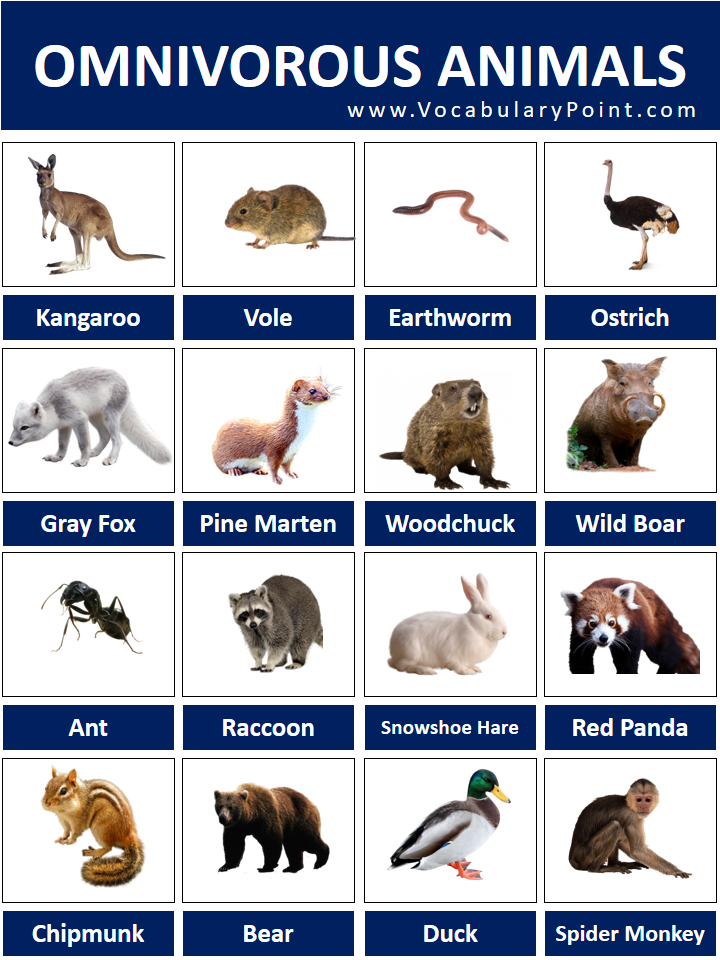 OMNIVOROUS ANIMALS
www.VocabularyPoint.com
Kangaroo
Vole
Earthworm
Ostrich
Gray Fox
Pine Marten
Woodchuck
Wild Boar
Ant
Raccoon
Snowshoe Hare
Red Panda
Chipmunk
Bear
Duck
Spider Monkey